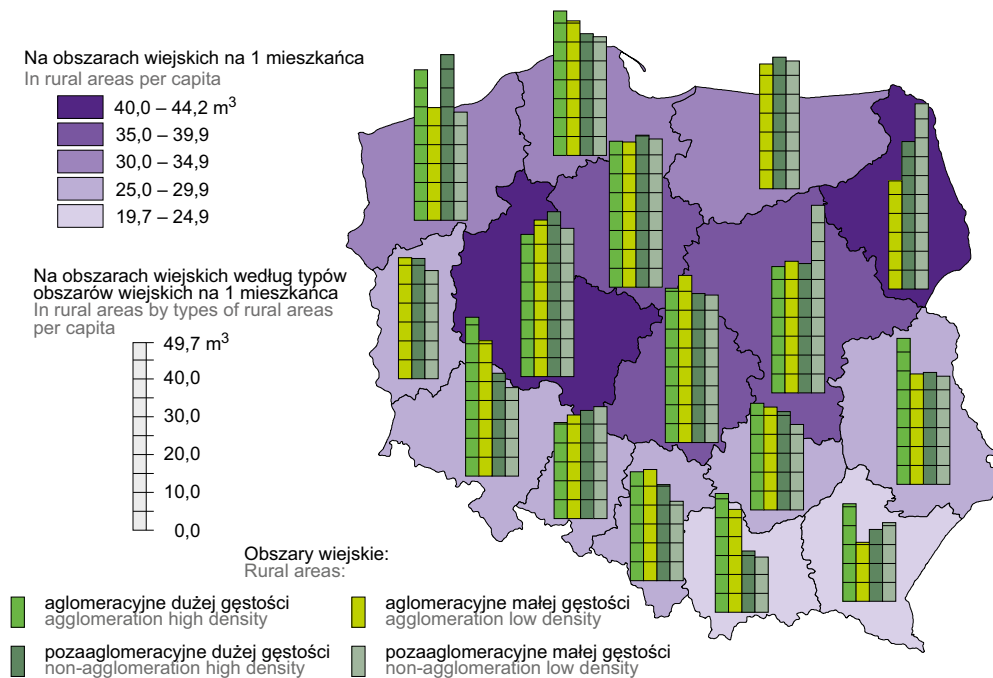 Na obszarach wiejskich na 1 mieszkańca
In rural areas per capita
40,0 – 44,2 m³
35,0 – 39,9
30,0 – 34,9
25,0 – 29,9
19,7 – 24,9
Na obszarach wiejskich według typów
obszarów wiejskich na 1 mieszkańca
In rural areas by types of rural areas
per capita
49,7 m³
40,0
30,0
20,0
10,0
0,0
Obszary wiejskie:
Rural areas:
aglomeracyjne dużej gęstości
agglomeration high density
aglomeracyjne małej gęstości
agglomeration low density
pozaaglomeracyjne dużej gęstości
non-agglomeration high density
pozaaglomeracyjne małej gęstości
non-agglomeration low density